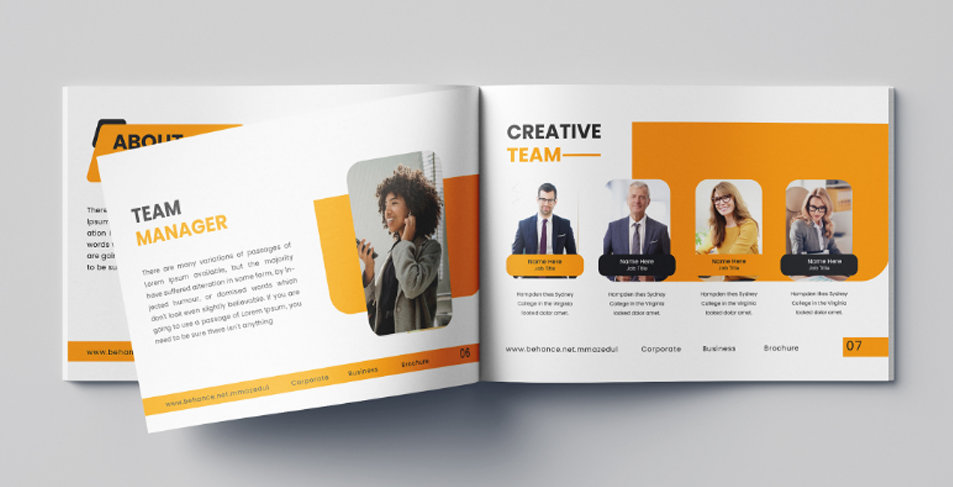 ABOUT
There
Ipsum
ation i
words
are goi
to be su
www.behan
TEAM
MANAGER
There are many variations of passages of
Lorem Ipsum available, but the majority
have suffered alteration in some form, by in-
jected humour, or domised words which
don't look even slightly believable. If you are
going to use a passage of Lorem Ipsum, you
need to be sure there isn't anything
www.behance.net.mmazedul Corporate Business Brochure 06
CREATIVE
TEAM
Name Here
Job Title
Hampden thes Sydney
College in the Virginia
looked dolor amet.
Name Here
Job Title
Hampden thes Sydney
College in the Virginia
looked dolor amet.
Name Here
Job Title
Hampden thes Sydney
College in the Virginia
looked dolor amet.
Name Here
Job Title
Hampden thes Sydney
College in the Virginia
looked dolor amet.
www.behance.net.mmazedul Corporate Business Brochure 07